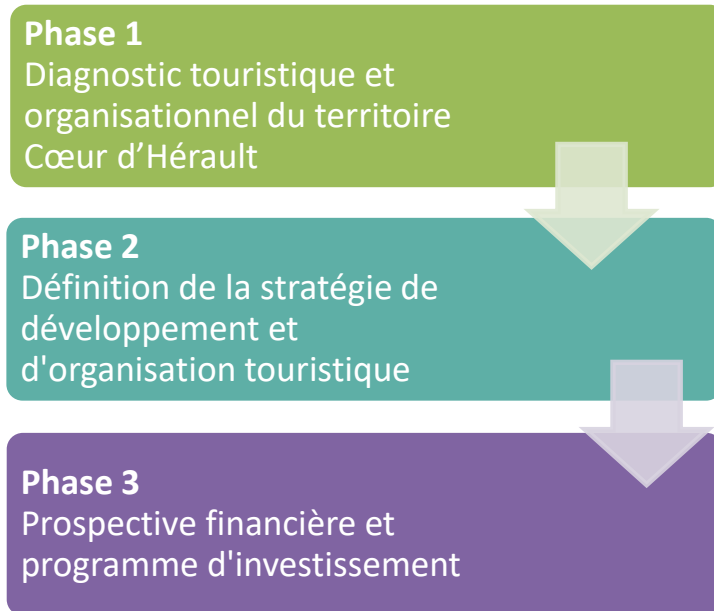 Phase 1
Diagnostic touristique et
organisationnel du territoire
Cœur d’Hérault
Phase 2
Définition de la stratégie de
développement et
d'organisation touristique
Phase 3
Prospective financière et
programme d'investissement